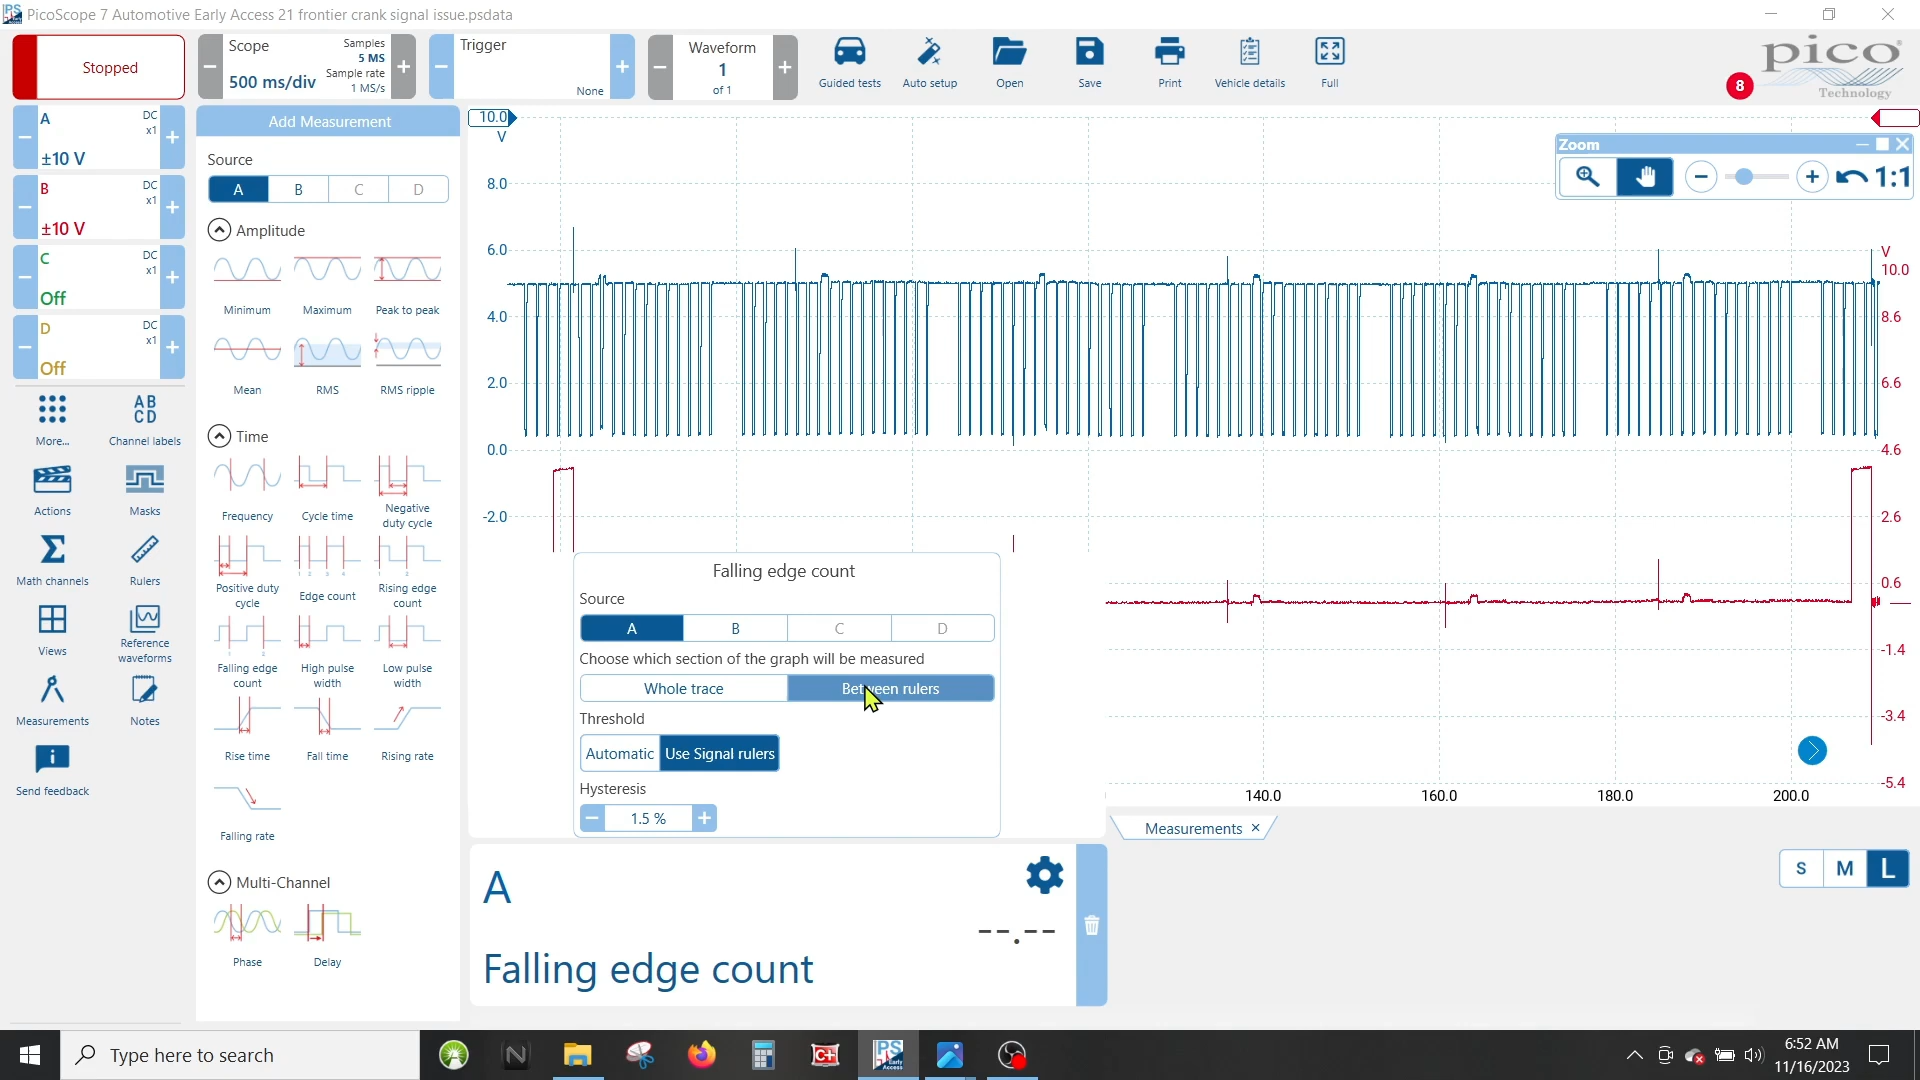 PicoScope 7 Automotive Early Access 21 frontier crank signal issue.psdata
Stopped
Scope
500 ms/div
Samples
5 MS
Sample rate
1 MS/s
Trigger
None
Waveform
1
of 1
Guided tests
Auto setup
Open
Save
Print
Vehicle details
Full
8
pico
Technology
A
DC
x1
±10 V
B
DC
x1
±10 V
C
DC
x1
Off
D
DC
x1
Off
More...
A B
C D
Channel labels
Actions
Masks
Math channels
Rulers
Views
Reference
waveforms
Measurements
Notes
Send feedback
Add Measurement
Source
A B C D
Amplitude
Minimum
Maximum
Peak to peak
Mean
RMS
RMS ripple
Time
Frequency
Cycle time
Negative
duty cycle
Positive duty
cycle
Edge count
Rising edge
count
Falling edge
count
High pulse
width
Low pulse
width
Rise time
Fall time
Rising rate
Falling rate
Multi-Channel
Phase
Delay
10.0
V
8.0
6.0
4.0
2.0
0.0
-2.0
Zoom
1:1
V
10.0
8.6
6.6
4.6
2.6
0.6
-1.4
-3.4
-5.4
140.0
160.0
180.0
200.0
Falling edge count
Source
A B C D
Choose which section of the graph will be measured
Whole trace
Between rulers
Threshold
Automatic
Use Signal rulers
Hysteresis
1.5 %
Measurements
S M L
A
--.--
Falling edge count
Type here to search
N
C+
PS
Early
Access
6:52 AM
11/16/2023